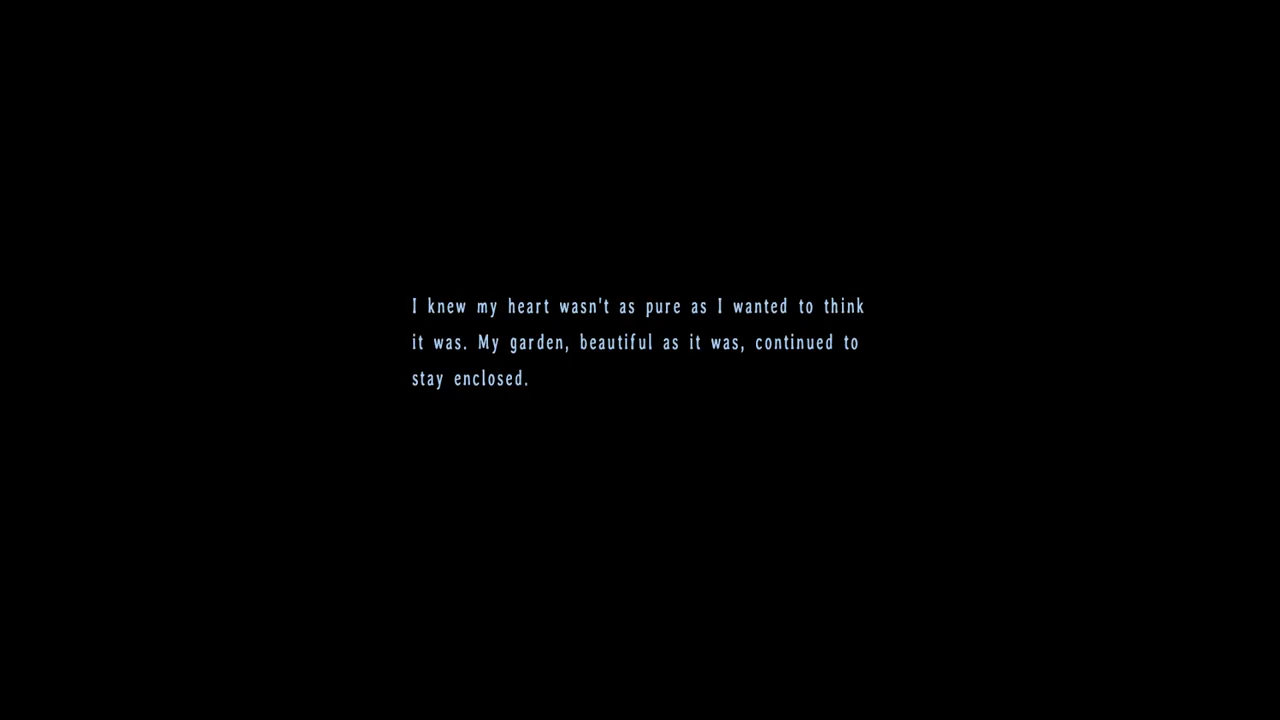 I knew my heart wasn't as pure as I wanted to think
it was. My garden, beautiful as it was, continued to
stay enclosed.